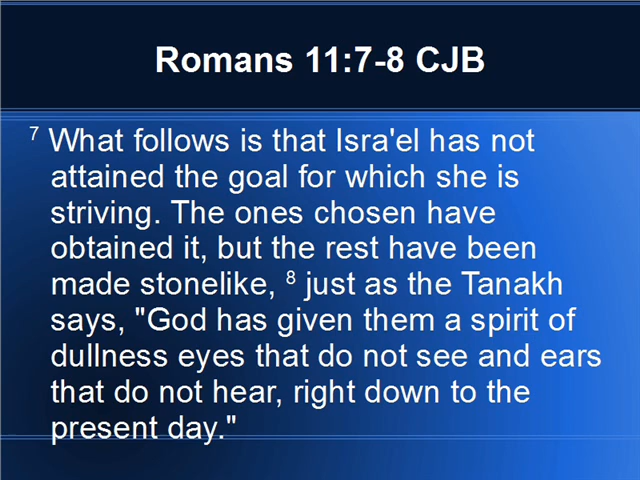 Romans 11:7-8 CJB
7 What follows is that Isra'el has not
attained the goal for which she is
striving. The ones chosen have
obtained it, but the rest have been
made stonelike, 8 just as the Tanakh
says, "God has given them a spirit of
dullness eyes that do not see and ears
that do not hear, right down to the
present day."